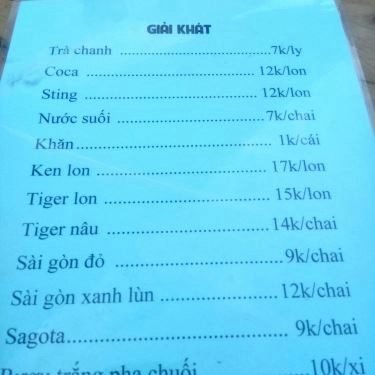 GIẢI KHÁT
Trà chanh ........................................7k/ly
Coca ............................................ 12k/lon
Sting ............................................12k/lon
Nước suối .....................................7k/chai
Khăn............................................. 1k/cái
Ken lon ........................................17k/lon
Tiger lon ......................................15k/lon
Tiger nâu ....................................14k/chai
Sài gòn đỏ ....................................9k/chai
Sài gòn xanh lùn .........................12k/chai
Sagota........................................... 9k/chai
Rượu trắng pha chuối ....................10k/xị